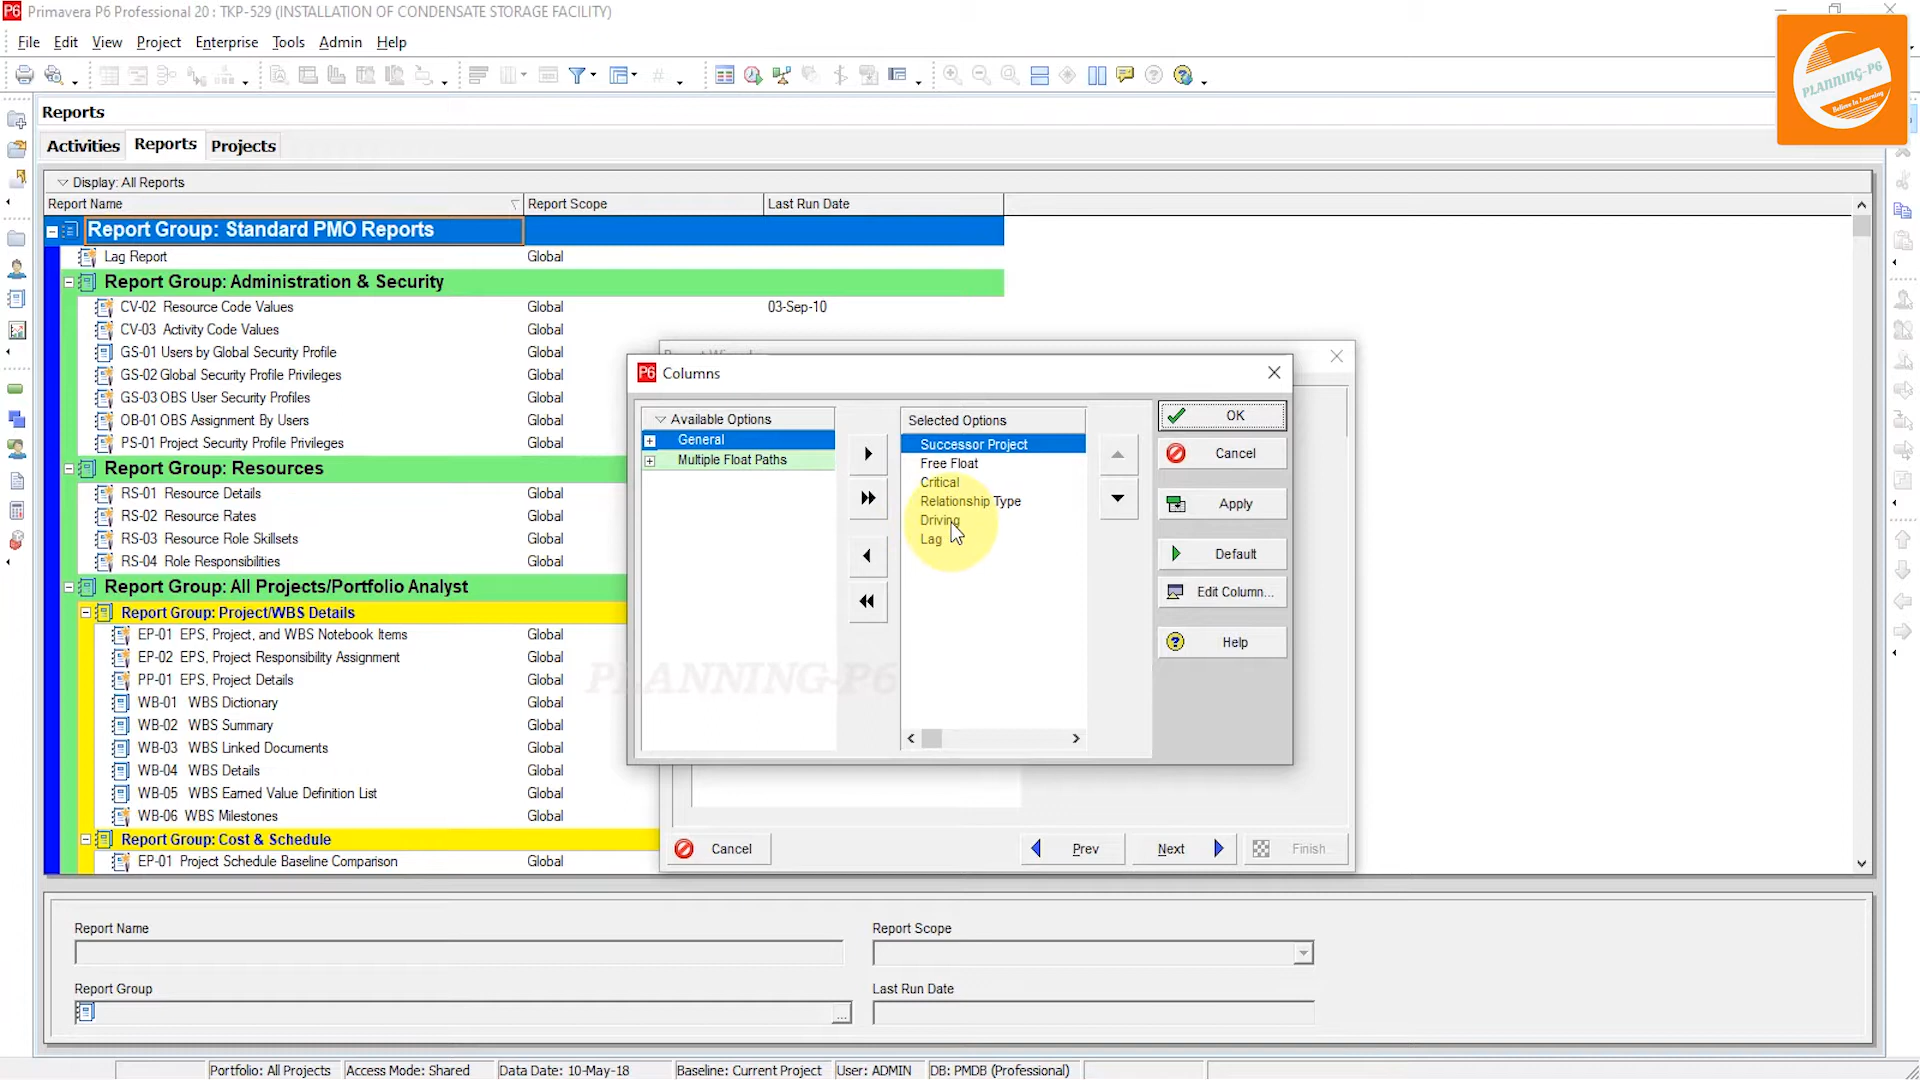 P6 Primavera P6 Professional 20 : TKP-529 (INSTALLATION OF CONDENSATE STORAGE FACILITY)
File Edit View Project Enterprise Tools Admin Help
PLANNING-P6
Believe In Learning
Reports
Activities Reports Projects
Display: All Reports
Report Name Report Scope Last Run Date
Report Group: Standard PMO Reports
Lag Report Global
Report Group: Administration & Security
CV-02 Resource Code Values Global 03-Sep-10
CV-03 Activity Code Values Global
GS-01 Users by Global Security Profile Global
GS-02 Global Security Profile Privileges Global
GS-03 OBS User Security Profiles Global
OB-01 OBS Assignment By Users Global
PS-01 Project Security Profile Privileges Global
Report Group: Resources
RS-01 Resource Details Global
RS-02 Resource Rates Global
RS-03 Resource Role Skillsets Global
RS-04 Role Responsibilities Global
Report Group: All Projects/Portfolio Analyst
Report Group: Project/WBS Details
EP-01 EPS, Project, and WBS Notebook Items Global
EP-02 EPS, Project Responsibility Assignment Global
PP-01 EPS, Project Details Global
WB-01 WBS Dictionary Global
WB-02 WBS Summary Global
WB-03 WBS Linked Documents Global
WB-04 WBS Details Global
WB-05 WBS Earned Value Definition List Global
WB-06 WBS Milestones Global
Report Group: Cost & Schedule
EP-01 Project Schedule Baseline Comparison Global
P6 Columns
Available Options
General
Multiple Float Paths
Selected Options
Successor Project
Free Float
Critical
Relationship Type
Driving
Lag
OK
Cancel
Apply
Default
Edit Column...
Help
PLANNING-P6
Cancel Prev Next Finish
Report Name
Report Scope
Report Group
Last Run Date
...
Portfolio: All Projects Access Mode: Shared Data Date: 10-May-18 Baseline: Current Project User: ADMIN DB: PMDB (Professional)